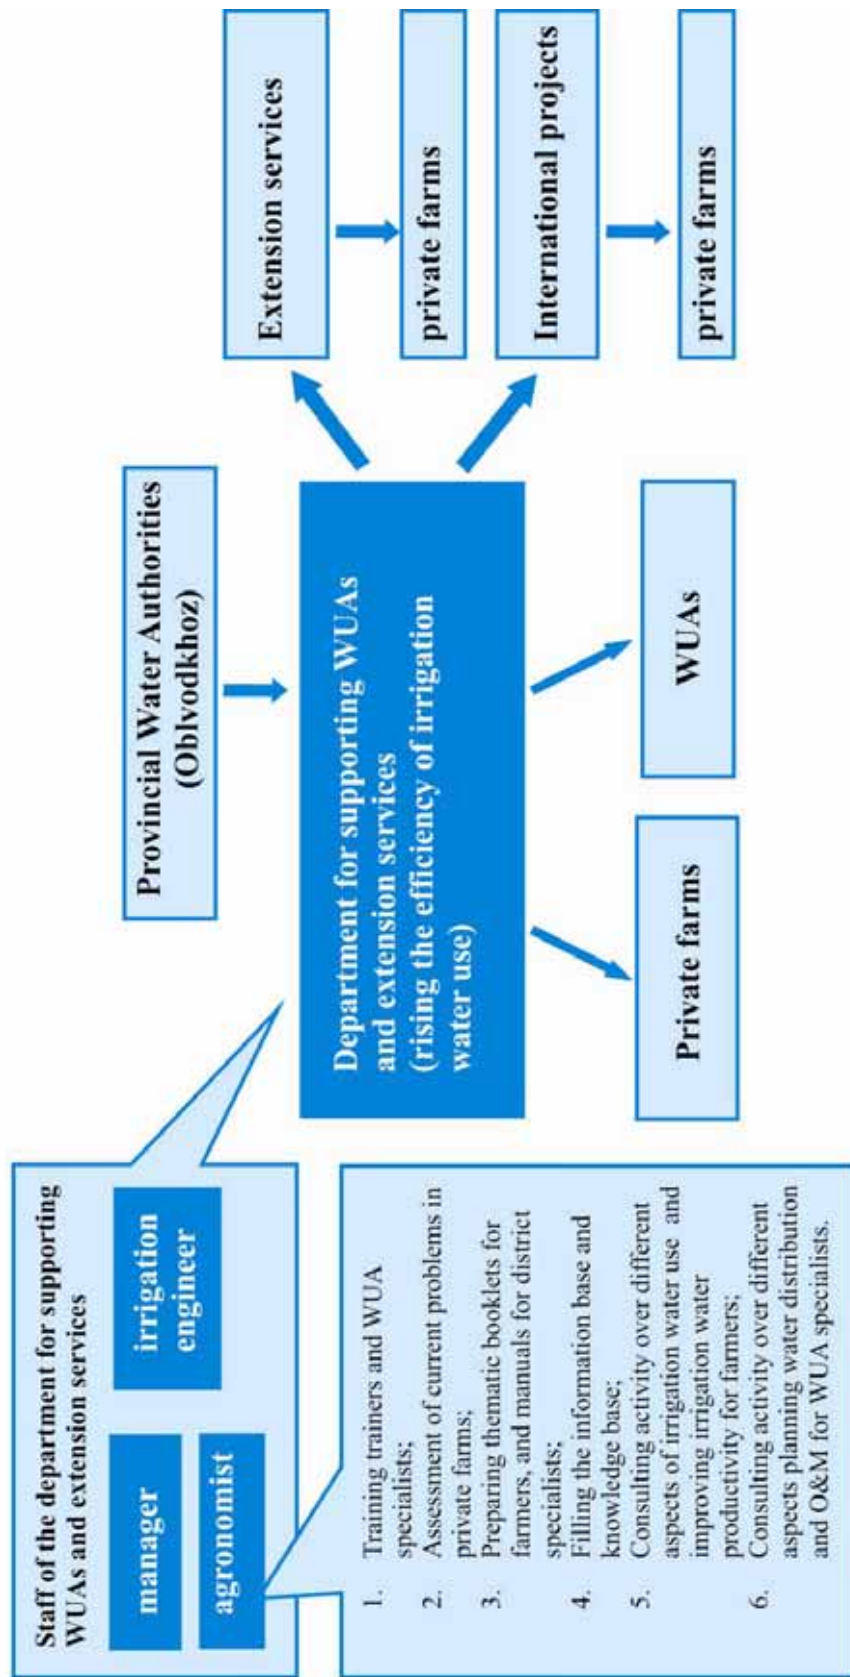 Staff of the department for supporting
WUAs and extension services
manager
irrigation
engineer
agronomist
1. Training trainers and WUA
specialists;
2. Assessment of current problems in
private farms;
3. Preparing thematic booklets for
farmers, and manuals for district
specialists;
4. Filling the information base and
knowledge base;
5. Consulting activity over different
aspects of irrigation water use and
improving irrigation water
productivity for farmers;
6. Consulting activity over different
aspects planning water distribution
and O&M for WUA specialists.
Provincial Water Authorities
(Oblvodkhoz)
Department for supporting WUAs
and extension services
(rising the efficiency of irrigation
water use)
Private farms
WUAs
Extension services
private farms
International projects
private farms